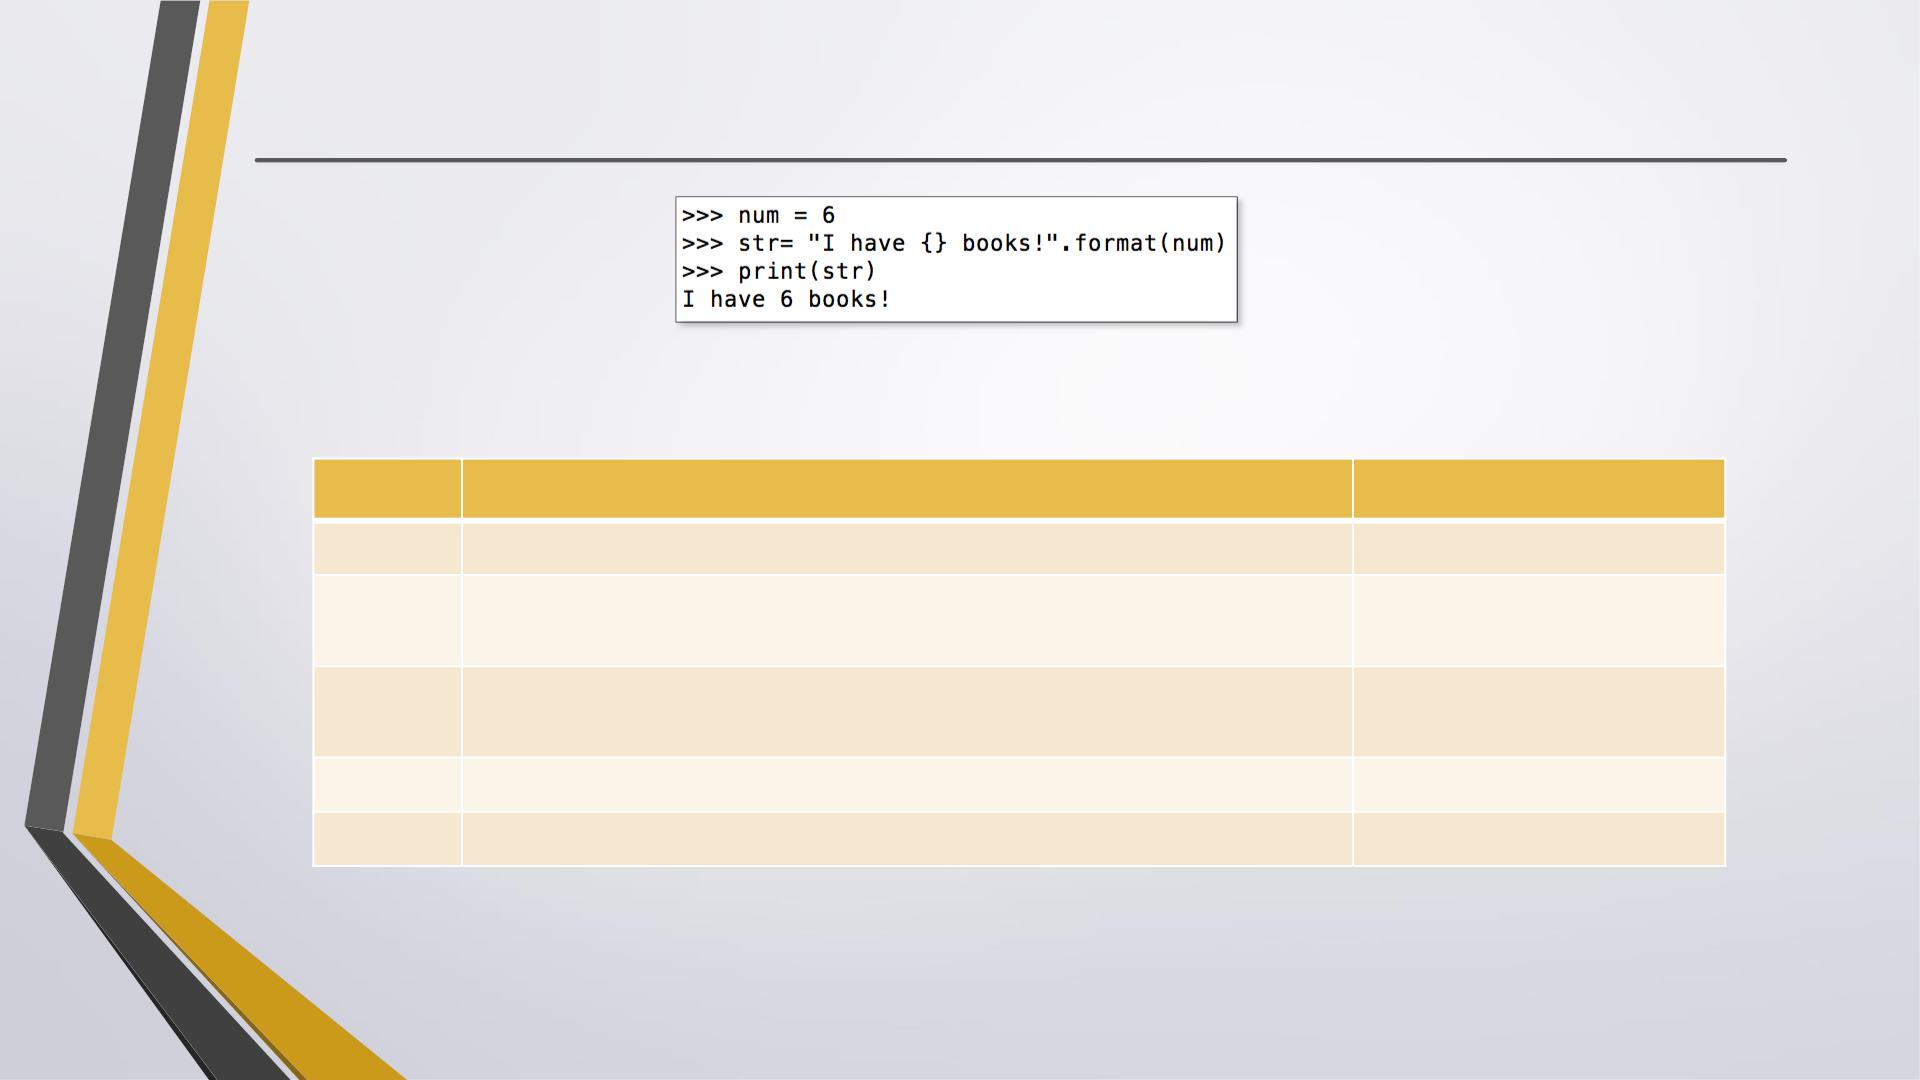 >>> num = 6
>>> str= "I have {} books!".format(num)
>>> print(str)
I have 6 books!